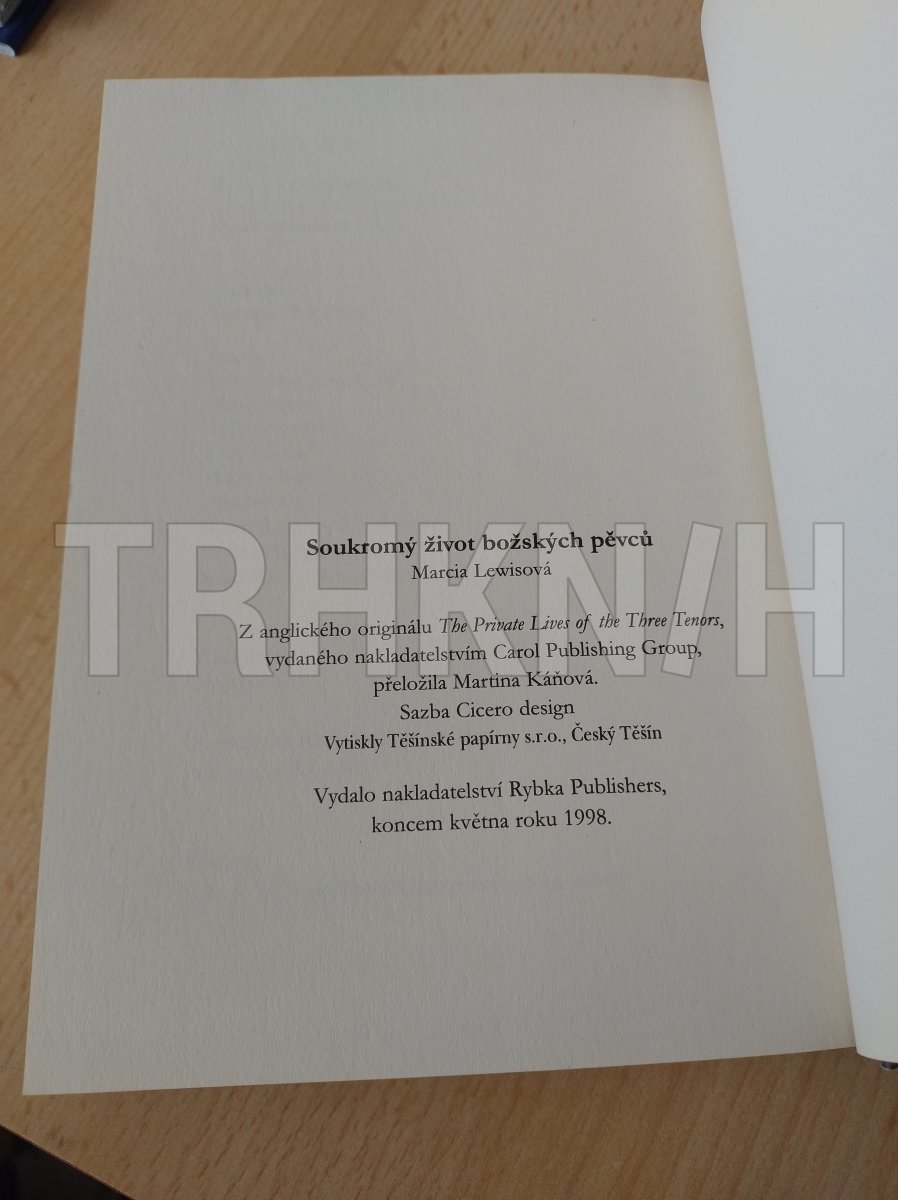 Soukromý život božských pěvců
Marcia Lewisová
Z anglického originálu The Private Lives of the Three Tenors,
vydaného nakladatelstvím Carol Publishing Group,
přeložila Martina Káňová.
Sazba Cicero design
Vytiskly Těšínské papírny s.r.o., Český Těšín
Vydalo nakladatelství Rybka Publishers,
koncem května roku 1998.
TRHKN/H